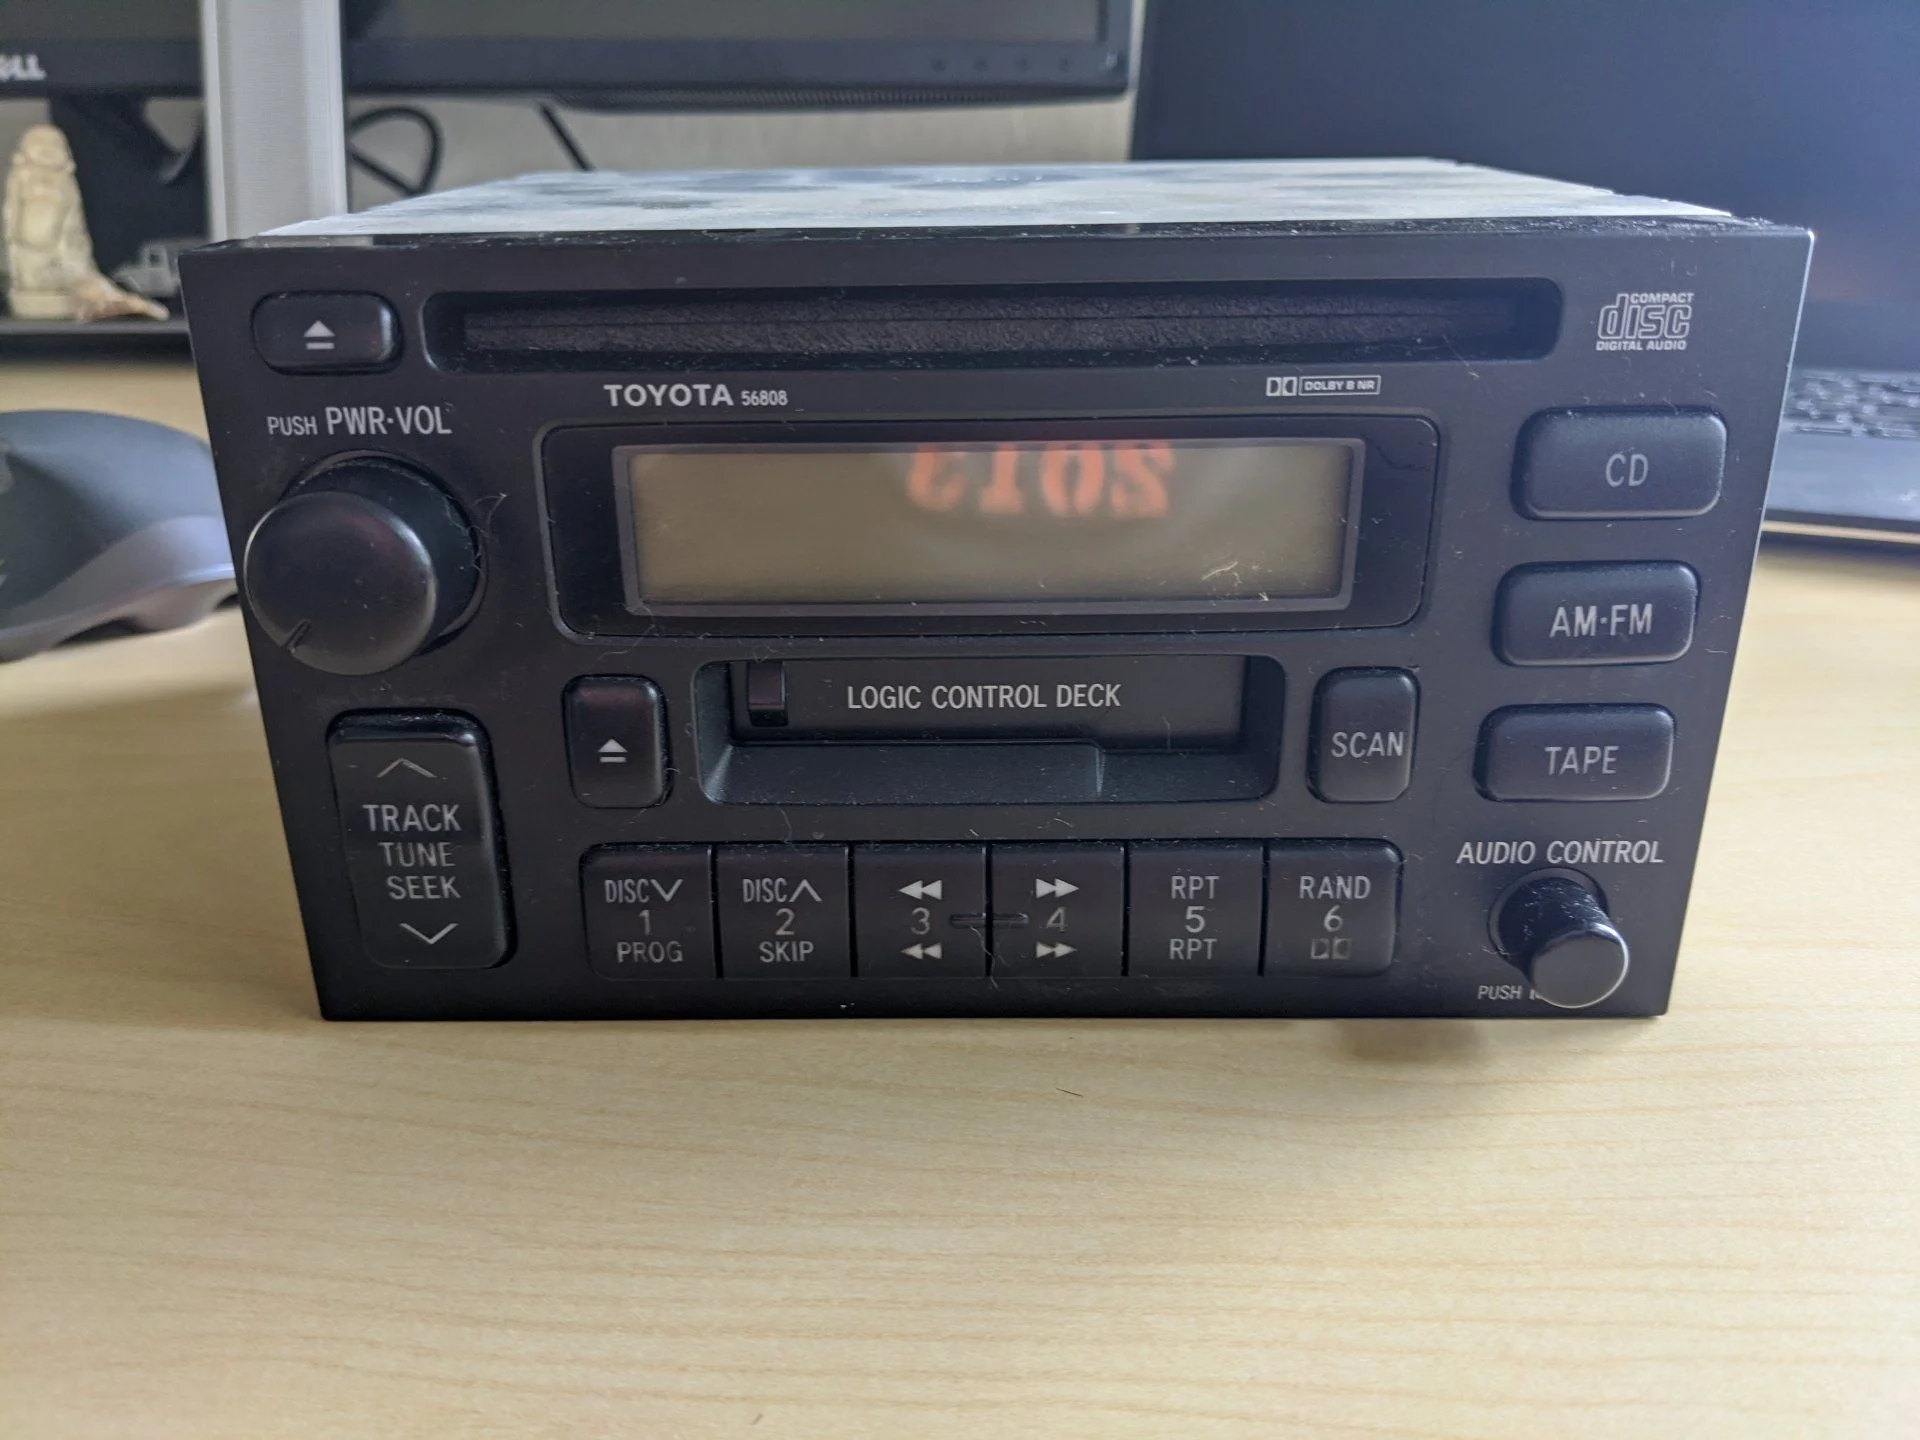 COMPACT
disc
DIGITAL AUDIO
TOYOTA 56808
DOLBY B NR
PUSH PWR·VOL
CD
AM·FM
LOGIC CONTROL DECK
SCAN
TAPE
TRACK
TUNE
SEEK
AUDIO CONTROL
DISC 1 PROG
DISC 2 SKIP
3
4
RPT 5 RPT
RAND 6
PUSH